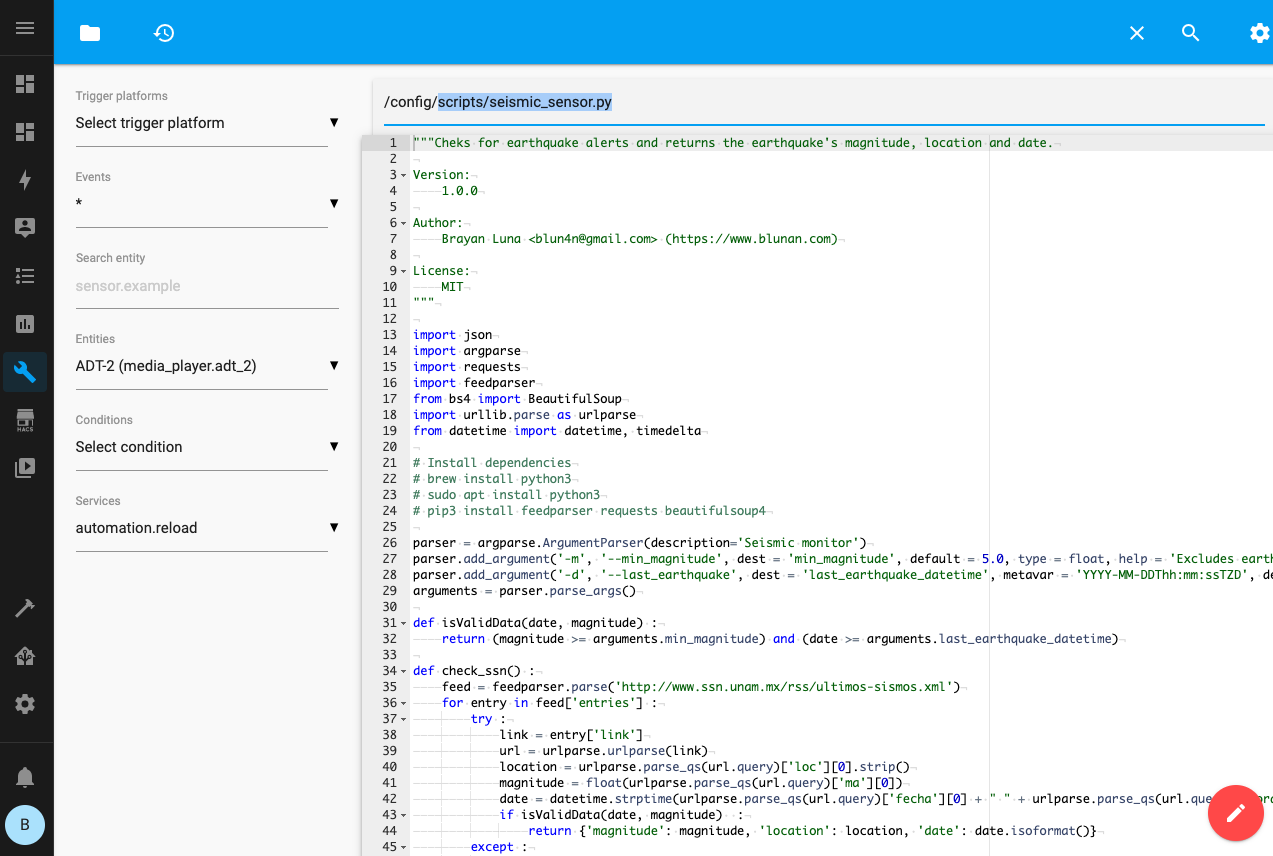 HACS
B
Trigger platforms
Select trigger platform
Events
*
Search entity
sensor.example
Entities
ADT-2 (media_player.adt_2)
Conditions
Select condition
Services
automation.reload
/config/scripts/seismic_sensor.py
1 """Cheks for earthquake alerts and returns the earthquake's magnitude, location and date.
2
3 Version:
4     1.0.0
5
6 Author:
7     Brayan Luna <blun4n@gmail.com> (https://www.blunan.com)
8
9 License:
10     MIT
11 """
12
13 import json
14 import argparse
15 import requests
16 import feedparser
17 from bs4 import BeautifulSoup
18 import urllib.parse as urlparse
19 from datetime import datetime, timedelta
20
21 # Install dependencies
22 # brew install python3
23 # sudo apt install python3
24 # pip3 install feedparser requests beautifulsoup4
25
26 parser = argparse.ArgumentParser(description='Seismic monitor')
27 parser.add_argument('-m', '--min_magnitude', dest = 'min_magnitude', default = 5.0, type = float, help = 'Excludes earth
28 parser.add_argument('-d', '--last_earthquake', dest = 'last_earthquake_datetime', metavar = 'YYYY-MM-DDThh:mm:ssTZD', de
29 arguments = parser.parse_args()
30
31 def isValidData(date, magnitude) :
32     return (magnitude >= arguments.min_magnitude) and (date >= arguments.last_earthquake_datetime)
33
34 def check_ssn() :
35     feed = feedparser.parse('http://www.ssn.unam.mx/rss/ultimos-sismos.xml')
36     for entry in feed['entries'] :
37         try :
38             link = entry['link']
39             url = urlparse.urlparse(link)
40             location = urlparse.parse_qs(url.query)['loc'][0].strip()
41             magnitude = float(urlparse.parse_qs(url.query)['ma'][0])
42             date = datetime.strptime(urlparse.parse_qs(url.query)['fecha'][0] + " " + urlparse.parse_qs(url.que
43             if isValidData(date, magnitude)  :
44                 return {'magnitude': magnitude, 'location': location, 'date': date.isoformat()}
45         except :